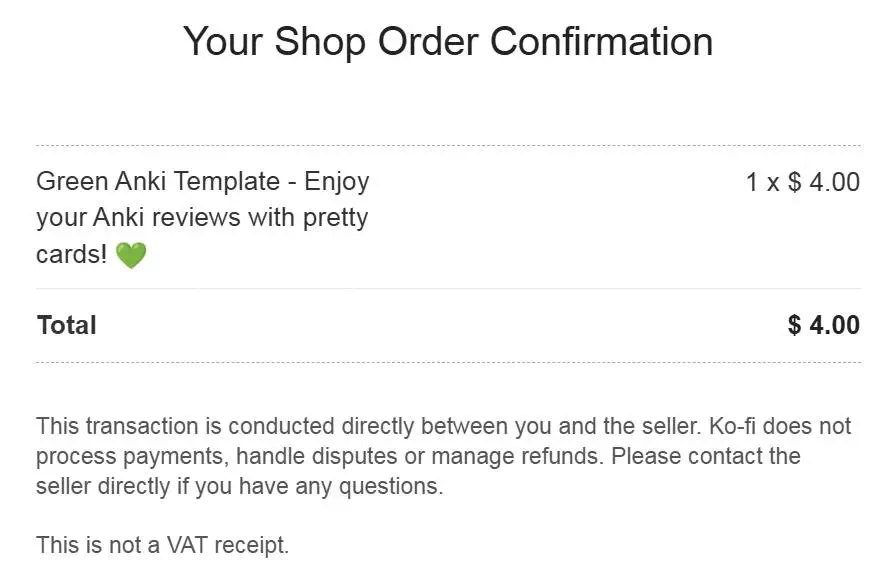 Your Shop Order Confirmation
Green Anki Template - Enjoy 1 x $ 4.00
your Anki reviews with pretty
cards! 💚
Total $ 4.00
This transaction is conducted directly between you and the seller. Ko-fi does not
process payments, handle disputes or manage refunds. Please contact the
seller directly if you have any questions.
This is not a VAT receipt.